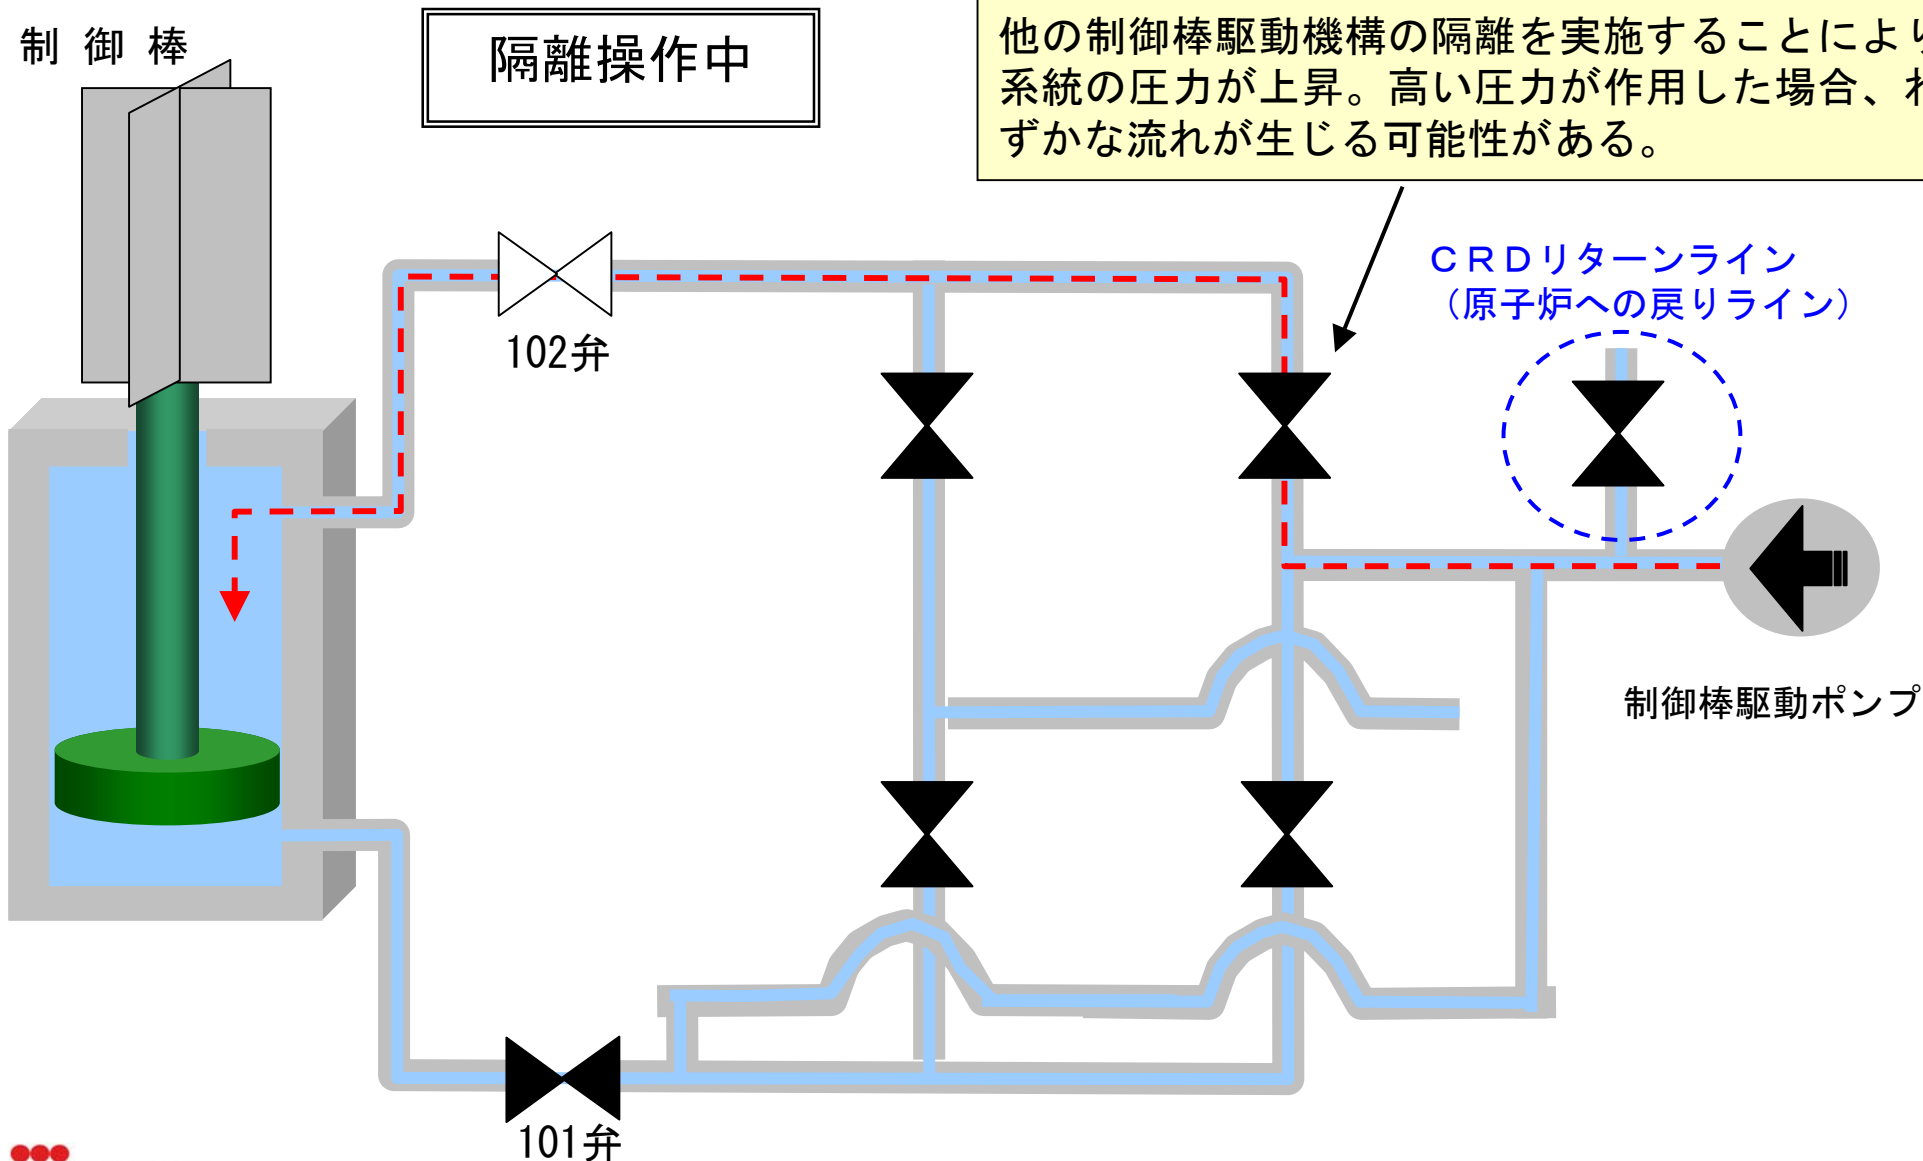 制御棒
隔離操作中
他の制御棒駆動機構の隔離を実施することにより
系統の圧力が上昇。高い圧力が作用した場合、わ
ずかな流れが生じる可能性がある。
CRDリターンライン
(原子炉への戻りライン)
102弁
制御棒駆動ポンプ
101弁